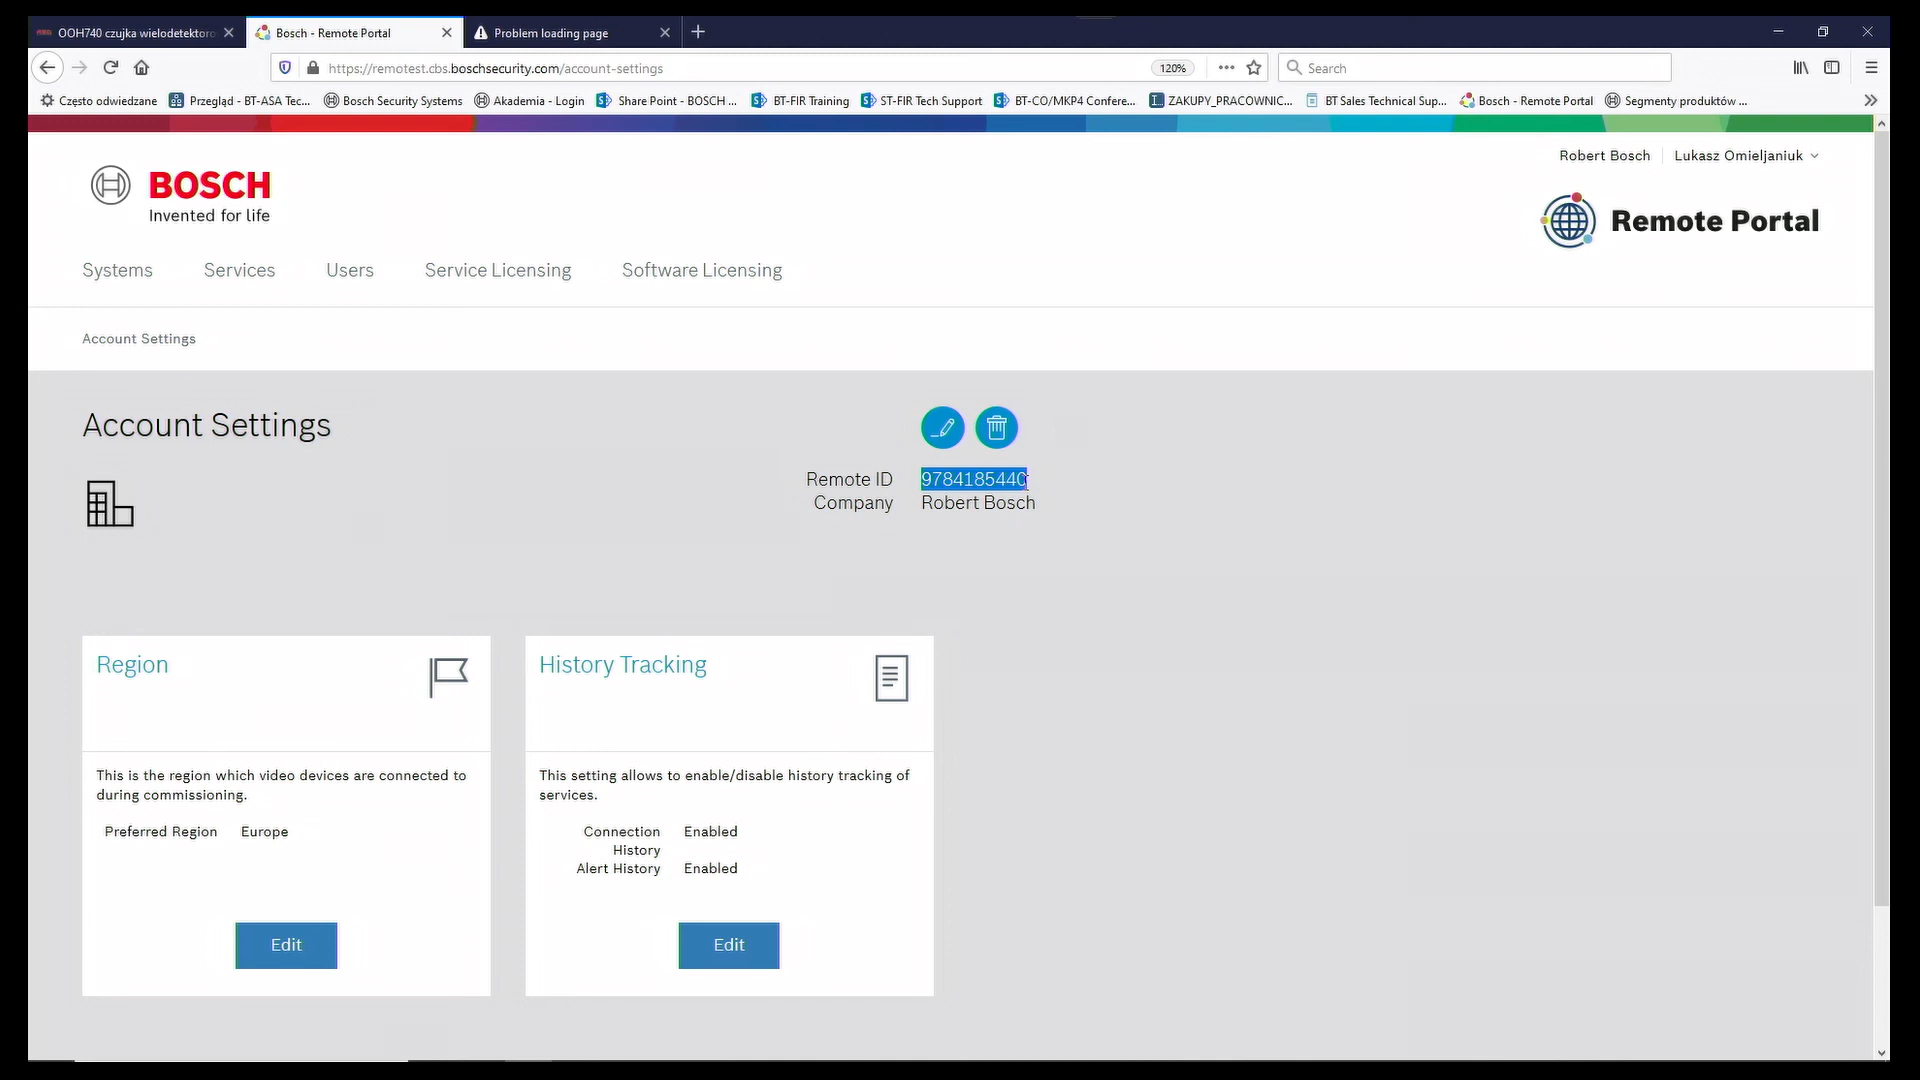 OOH740 czujka wielodetektoro
Bosch - Remote Portal
Problem loading page
https://remotest.cbs.boschsecurity.com/account-settings
120%
Search
Często odwiedzane
Przegląd - BT-ASA Tec...
Bosch Security Systems
Akademia - Login
Share Point - BOSCH ...
BT-FIR Training
ST-FIR Tech Support
BT-CO/MKP4 Confere...
ZAKUPY_PRACOWNIC...
BT Sales Technical Sup...
Bosch - Remote Portal
Segmenty produktów ...
Robert Bosch
Lukasz Omieljaniuk
BOSCH
Invented for life
Remote Portal
Systems
Services
Users
Service Licensing
Software Licensing
Account Settings
Account Settings
Remote ID 9784185440
Company Robert Bosch
Region
This is the region which video devices are connected to
during commissioning.
Preferred Region Europe
Edit
History Tracking
This setting allows to enable/disable history tracking of
services.
Connection Enabled
History
Alert History Enabled
Edit